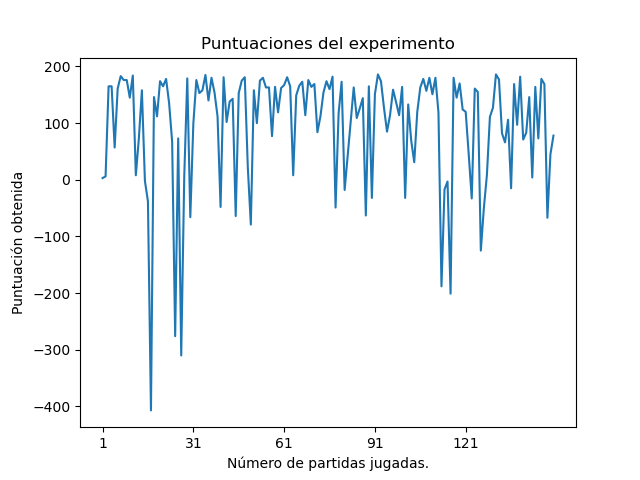 Puntuaciones del experimento
Puntuación obtenida
200
100
0
−100
−200
−300
−400
1 31 61 91 121
Número de partidas jugadas.